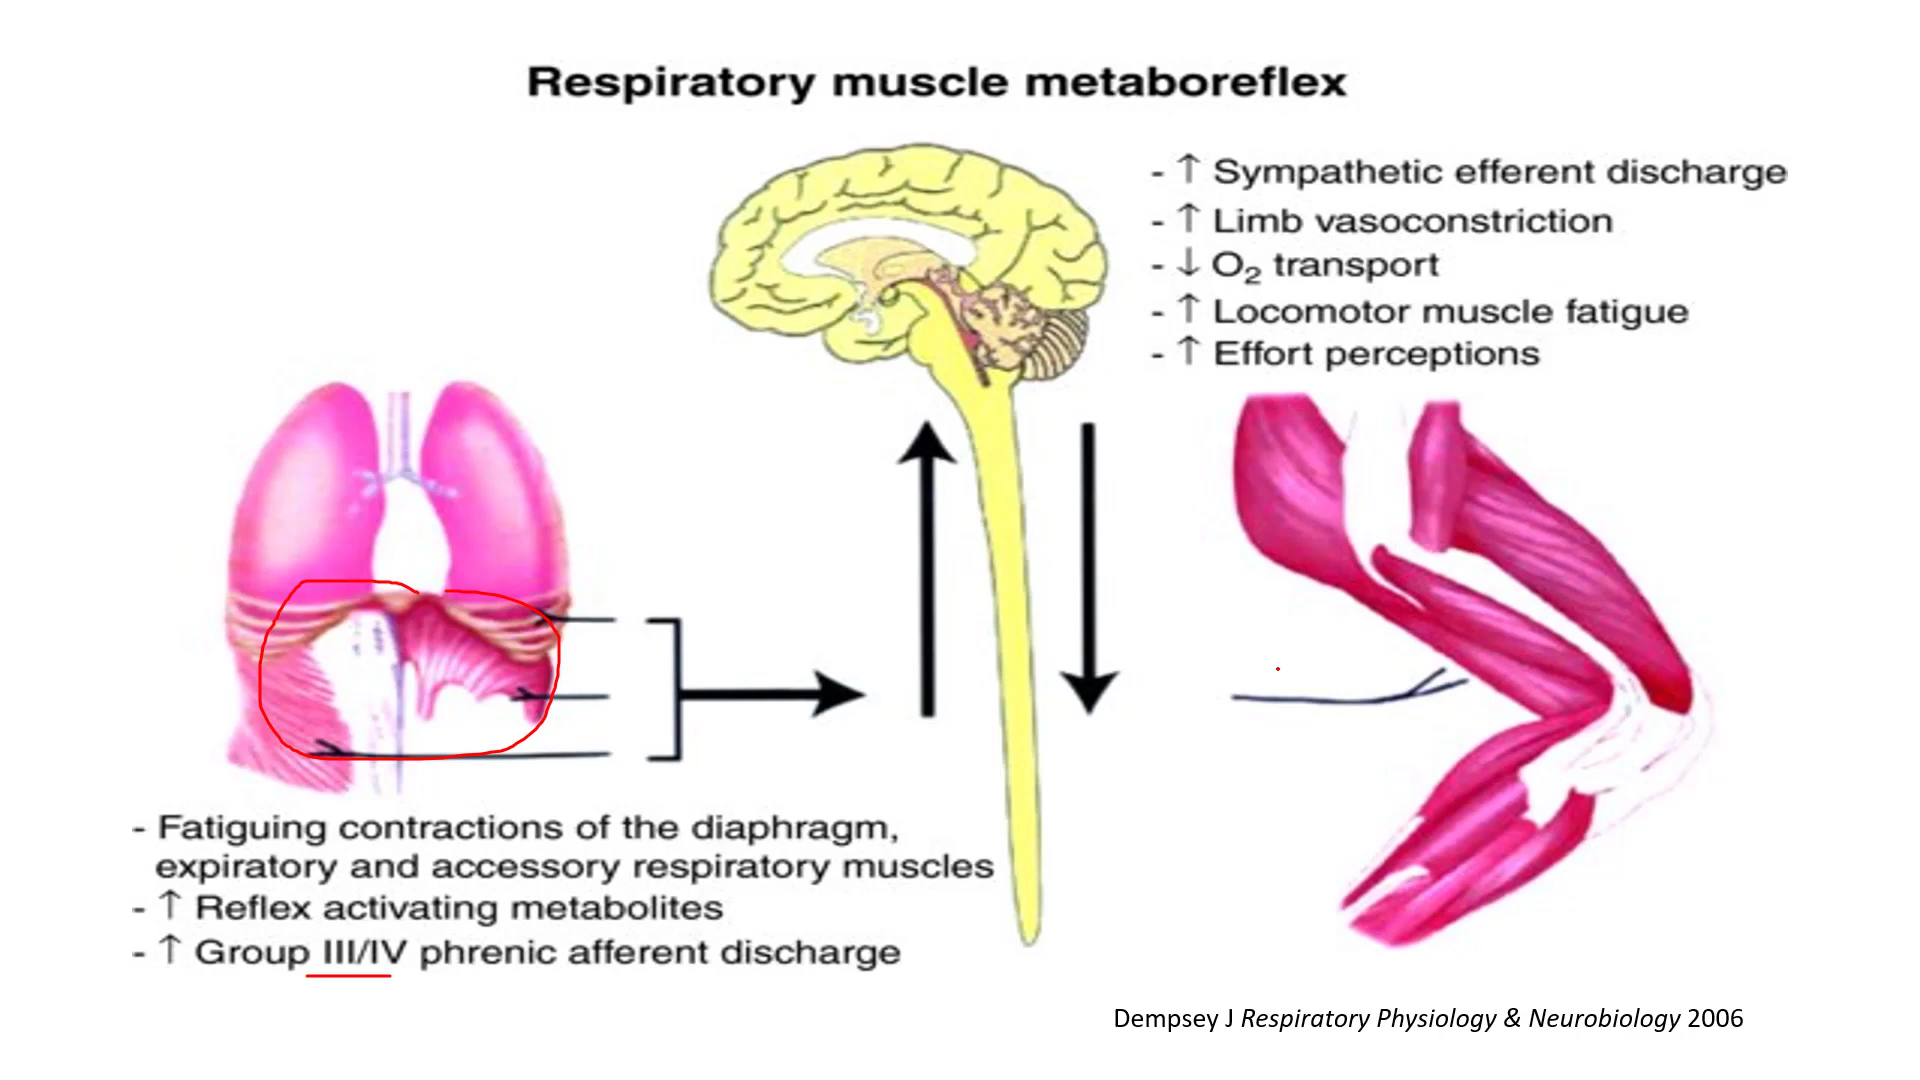 Respiratory muscle metaboreflex
- ↑ Sympathetic efferent discharge
- ↑ Limb vasoconstriction
- ↓ O₂ transport
- ↑ Locomotor muscle fatigue
- ↑ Effort perceptions
- Fatiguing contractions of the diaphragm,
expiratory and accessory respiratory muscles
- ↑ Reflex activating metabolites
- ↑ Group III/IV phrenic afferent discharge
Dempsey J Respiratory Physiology & Neurobiology 2006